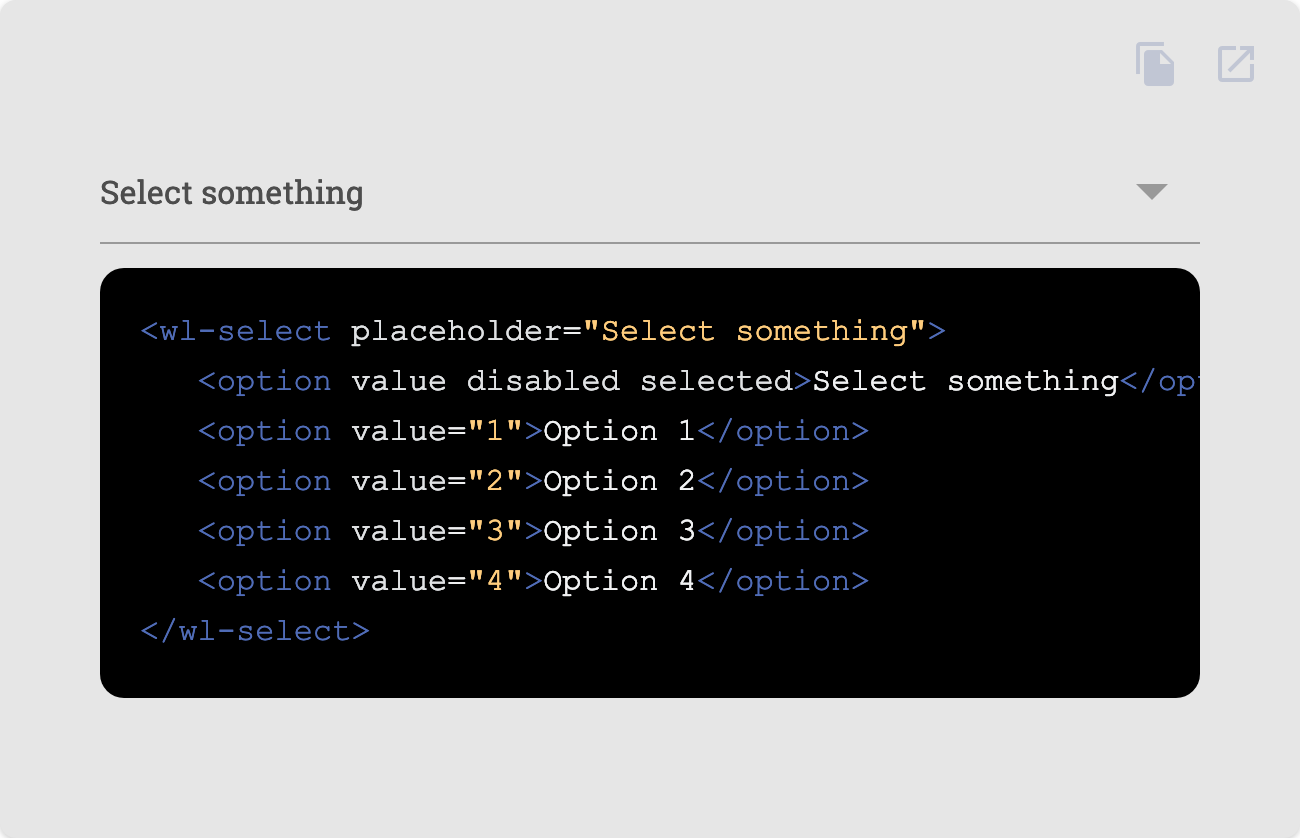 Select something
<wl-select placeholder="Select something">
<option value disabled selected>Select something</op
<option value="1">Option 1</option>
<option value="2">Option 2</option>
<option value="3">Option 3</option>
<option value="4">Option 4</option>
</wl-select>